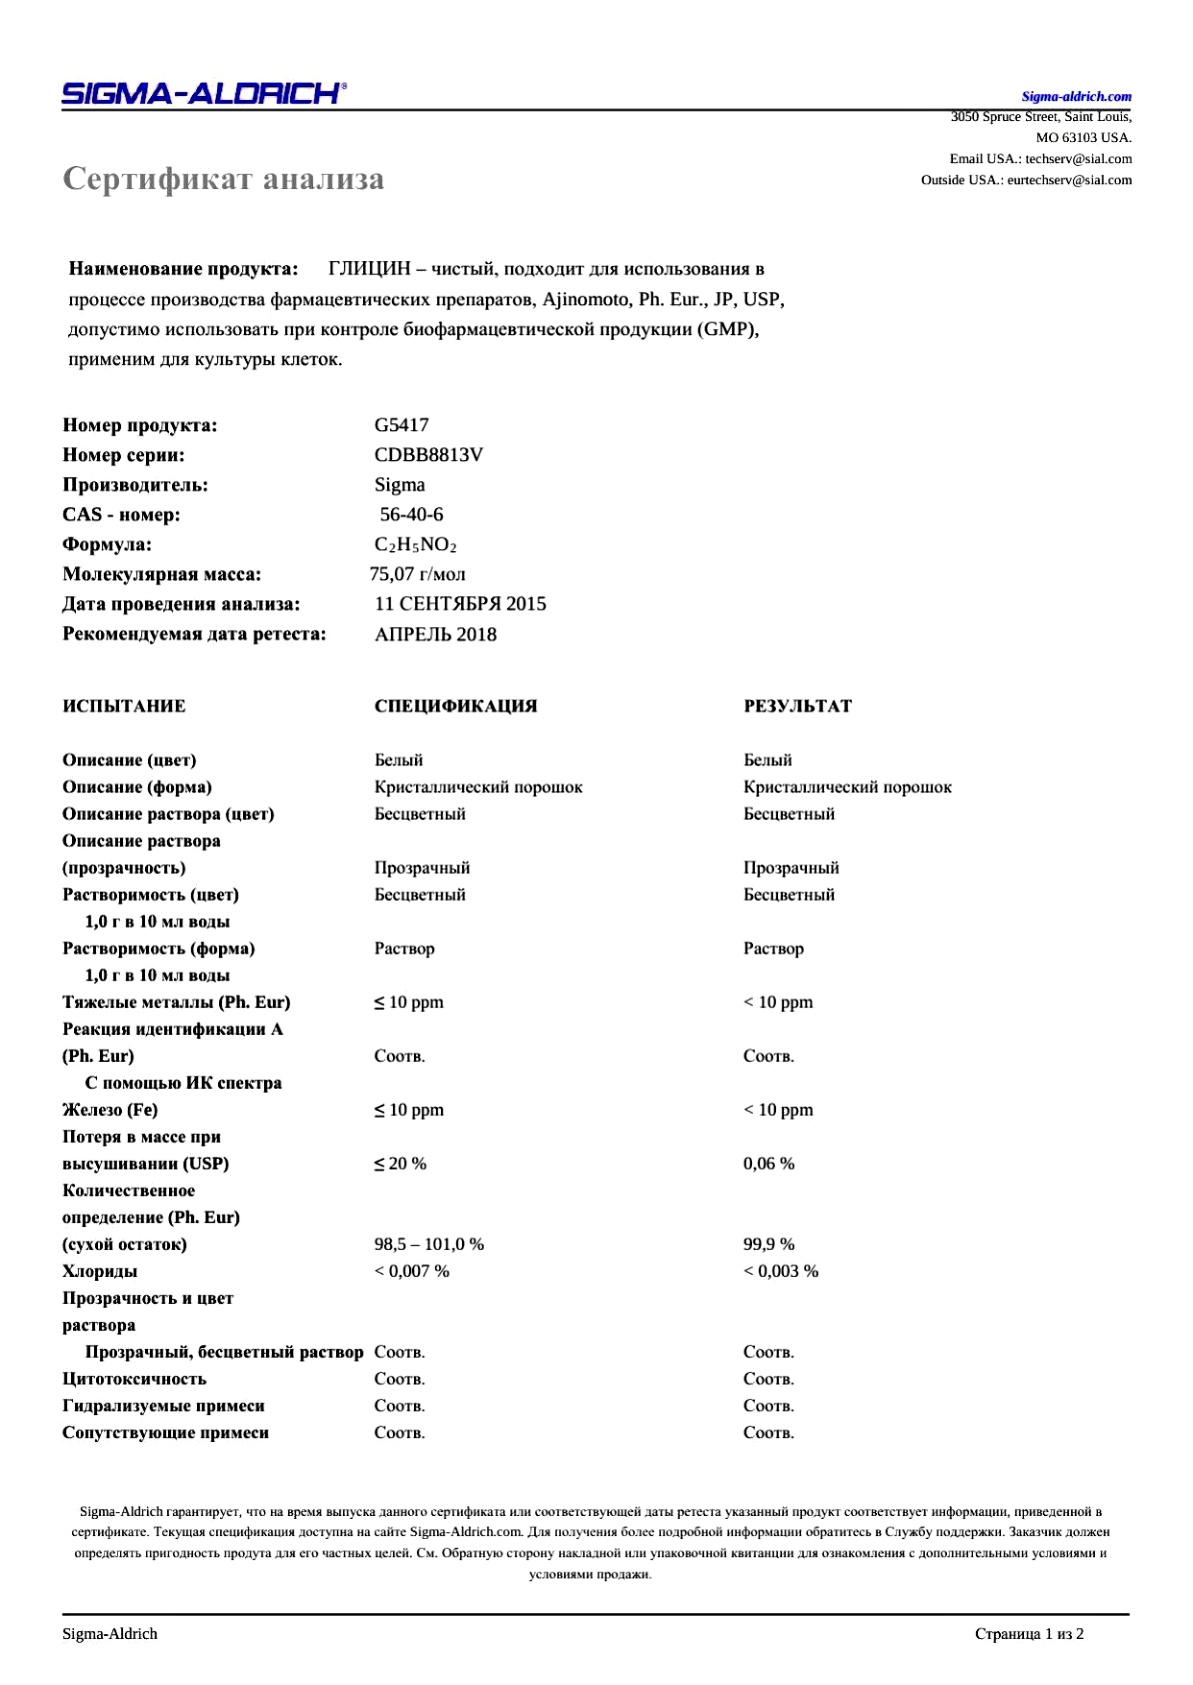 SIGMA-ALDRICH®
Sigma-aldrich.com
3050 Spruce Street, Saint Louis,
MO 63103 USA.
Email USA.: techserv@sial.com
Outside USA.: eurtechserv@sial.com
Сертификат анализа
Наименование продукта: ГЛИЦИН – чистый, подходит для использования в
процессе производства фармацевтических препаратов, Ajinomoto, Ph. Eur., JP, USP,
допустимо использовать при контроле биофармацевтической продукции (GMP),
применим для культуры клеток.
Номер продукта: G5417
Номер серии: CDBB8813V
Производитель: Sigma
CAS - номер: 56-40-6
Формула: C₂H₅NO₂
Молекулярная масса: 75,07 г/мол
Дата проведения анализа: 11 СЕНТЯБРЯ 2015
Рекомендуемая дата ретеста: АПРЕЛЬ 2018
ИСПЫТАНИЕ СПЕЦИФИКАЦИЯ РЕЗУЛЬТАТ
Описание (цвет) Белый Белый
Описание (форма) Кристаллический порошок Кристаллический порошок
Описание раствора (цвет) Бесцветный Бесцветный
Описание раствора
(прозрачность) Прозрачный Прозрачный
Растворимость (цвет) Бесцветный Бесцветный
1,0 г в 10 мл воды
Растворимость (форма) Раствор Раствор
1,0 г в 10 мл воды
Тяжелые металлы (Ph. Eur) ≤ 10 ppm < 10 ppm
Реакция идентификации А
(Ph. Eur) Соотв. Соотв.
С помощью ИК спектра
Железо (Fe) ≤ 10 ppm < 10 ppm
Потеря в массе при
высушивании (USP) ≤ 20 % 0,06 %
Количественное
определение (Ph. Eur)
(сухой остаток) 98,5 – 101,0 % 99,9 %
Хлориды < 0,007 % < 0,003 %
Прозрачность и цвет
раствора
Прозрачный, бесцветный раствор Соотв. Соотв.
Цитотоксичность Соотв. Соотв.
Гидрализуемые примеси Соотв. Соотв.
Сопутствующие примеси Соотв. Соотв.
Sigma-Aldrich гарантирует, что на время выпуска данного сертификата или соответствующей даты ретеста указанный продукт соответствует информации, приведенной в
сертификате. Текущая спецификация доступна на сайте Sigma-Aldrich.com. Для получения более подробной информации обратитесь в Службу поддержки. Заказчик должен
определять пригодность продута для его частных целей. См. Обратную сторону накладной или упаковочной квитанции для ознакомления с дополнительными условиями и
условиями продажи.
Sigma-Aldrich Страница 1 из 2